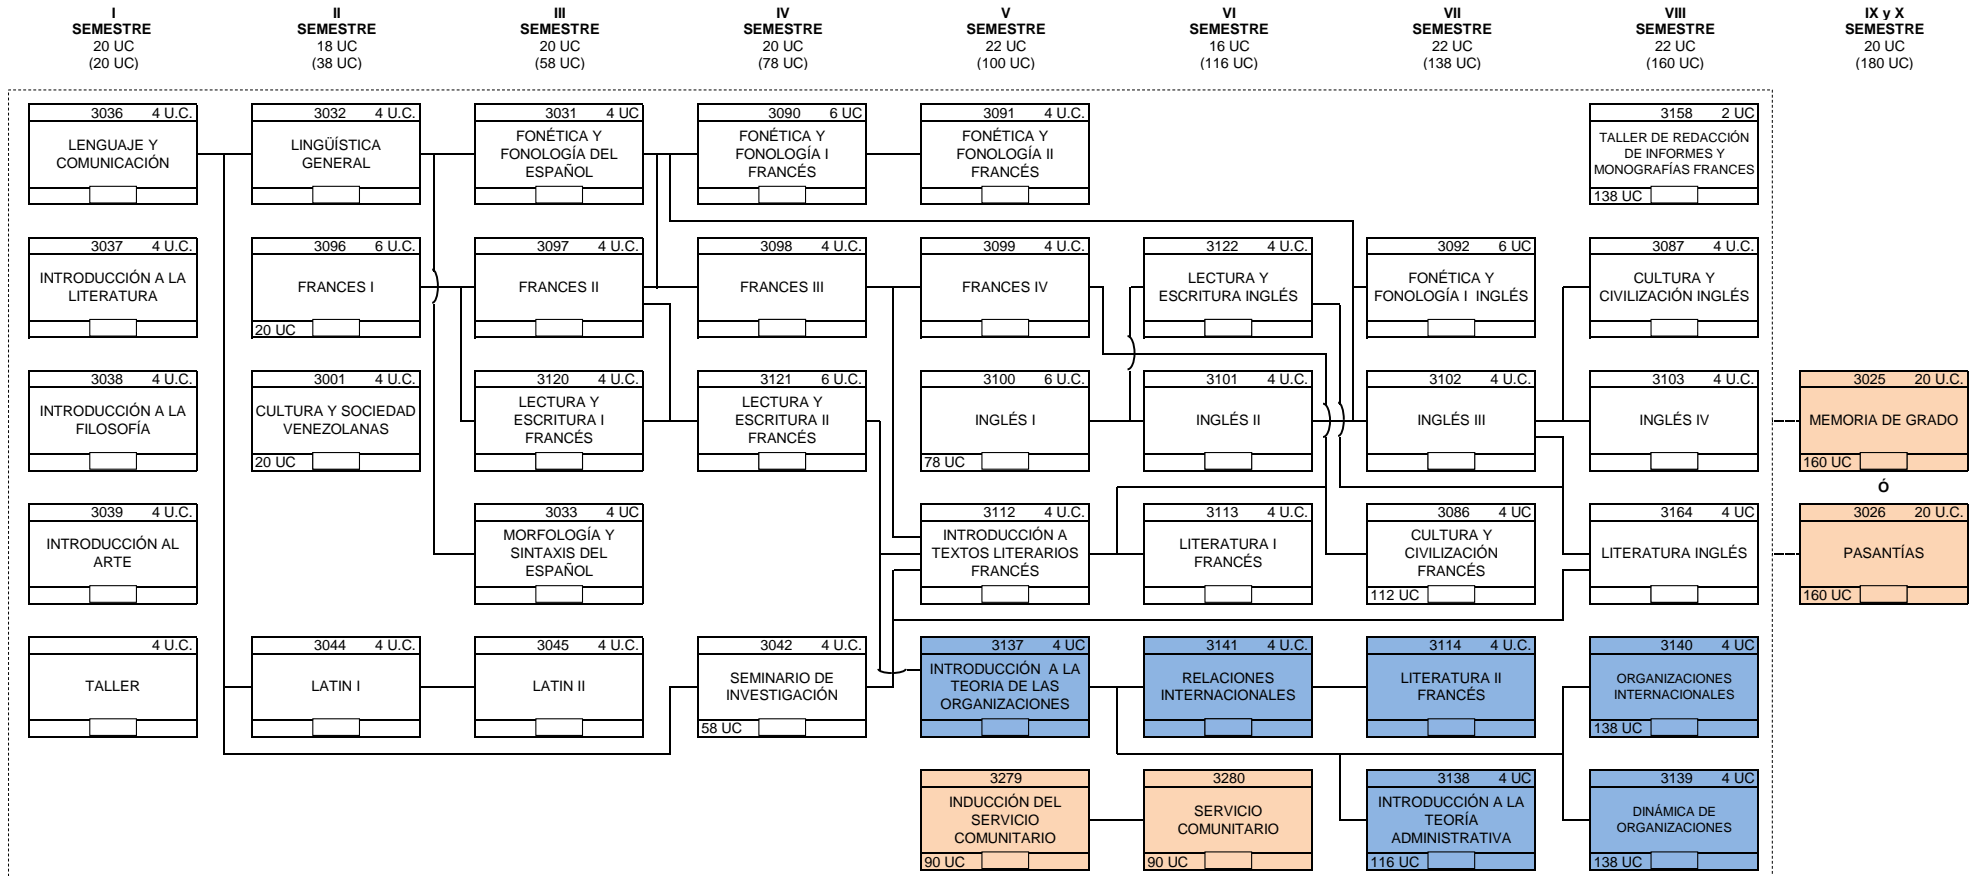 I
SEMESTRE
20 UC
(20 UC)
II
SEMESTRE
18 UC
(38 UC)
III
SEMESTRE
20 UC
(58 UC)
IV
SEMESTRE
20 UC
(78 UC)
V
SEMESTRE
22 UC
(100 UC)
VI
SEMESTRE
16 UC
(116 UC)
VII
SEMESTRE
22 UC
(138 UC)
VIII
SEMESTRE
22 UC
(160 UC)
IX y X
SEMESTRE
20 UC
(180 UC)
3036 4 U.C.
LENGUAJE Y
COMUNICACIÓN
3032 4 U.C.
LINGÜÍSTICA
GENERAL
3031 4 UC
FONÉTICA Y
FONOLOGÍA DEL
ESPAÑOL
3090 6 UC
FONÉTICA Y
FONOLOGÍA I
FRANCÉS
3091 4 U.C.
FONÉTICA Y
FONOLOGÍA II
FRANCÉS
3158 2 UC
TALLER DE REDACCIÓN
DE INFORMES Y
MONOGRAFÍAS FRANCES
138 UC
3037 4 U.C.
INTRODUCCIÓN A LA
LITERATURA
3096 6 U.C.
FRANCES I
20 UC
3097 4 U.C.
FRANCES II
3098 4 U.C.
FRANCES III
3099 4 U.C.
FRANCES IV
3122 4 U.C.
LECTURA Y
ESCRITURA INGLÉS
3092 6 UC
FONÉTICA Y
FONOLOGÍA I INGLÉS
3087 4 U.C.
CULTURA Y
CIVILIZACIÓN INGLÉS
3038 4 U.C.
INTRODUCCIÓN A LA
FILOSOFÍA
3001 4 U.C.
CULTURA Y SOCIEDAD
VENEZOLANAS
20 UC
3120 4 U.C.
LECTURA Y
ESCRITURA I
FRANCÉS
3121 6 U.C.
LECTURA Y
ESCRITURA II
FRANCÉS
3100 6 U.C.
INGLÉS I
78 UC
3101 4 U.C.
INGLÉS II
3102 4 U.C.
INGLÉS III
3103 4 U.C.
INGLÉS IV
3025 20 U.C.
MEMORIA DE GRADO
160 UC
Ó
3039 4 U.C.
INTRODUCCIÓN AL
ARTE
3033 4 UC
MORFOLOGÍA Y
SINTAXIS DEL
ESPAÑOL
3112 4 U.C.
INTRODUCCIÓN A
TEXTOS LITERARIOS
FRANCÉS
3113 4 U.C.
LITERATURA I
FRANCÉS
3086 4 UC
CULTURA Y
CIVILIZACIÓN
FRANCÉS
112 UC
3164 4 UC
LITERATURA INGLÉS
3026 20 U.C.
PASANTÍAS
160 UC
4 U.C.
TALLER
3044 4 U.C.
LATIN I
3045 4 U.C.
LATIN II
3042 4 U.C.
SEMINARIO DE
INVESTIGACIÓN
58 UC
3137 4 UC
INTRODUCCIÓN A LA
TEORIA DE LAS
ORGANIZACIONES
3141 4 U.C.
RELACIONES
INTERNACIONALES
3114 4 U.C.
LITERATURA II
FRANCÉS
3140 4 UC
ORGANIZACIONES
INTERNACIONALES
138 UC
3279
INDUCCIÓN DEL
SERVICIO
COMUNITARIO
90 UC
3280
SERVICIO
COMUNITARIO
90 UC
3138 4 UC
INTRODUCCIÓN A LA
TEORÍA
ADMINISTRATIVA
116 UC
3139 4 UC
DINÁMICA DE
ORGANIZACIONES
138 UC